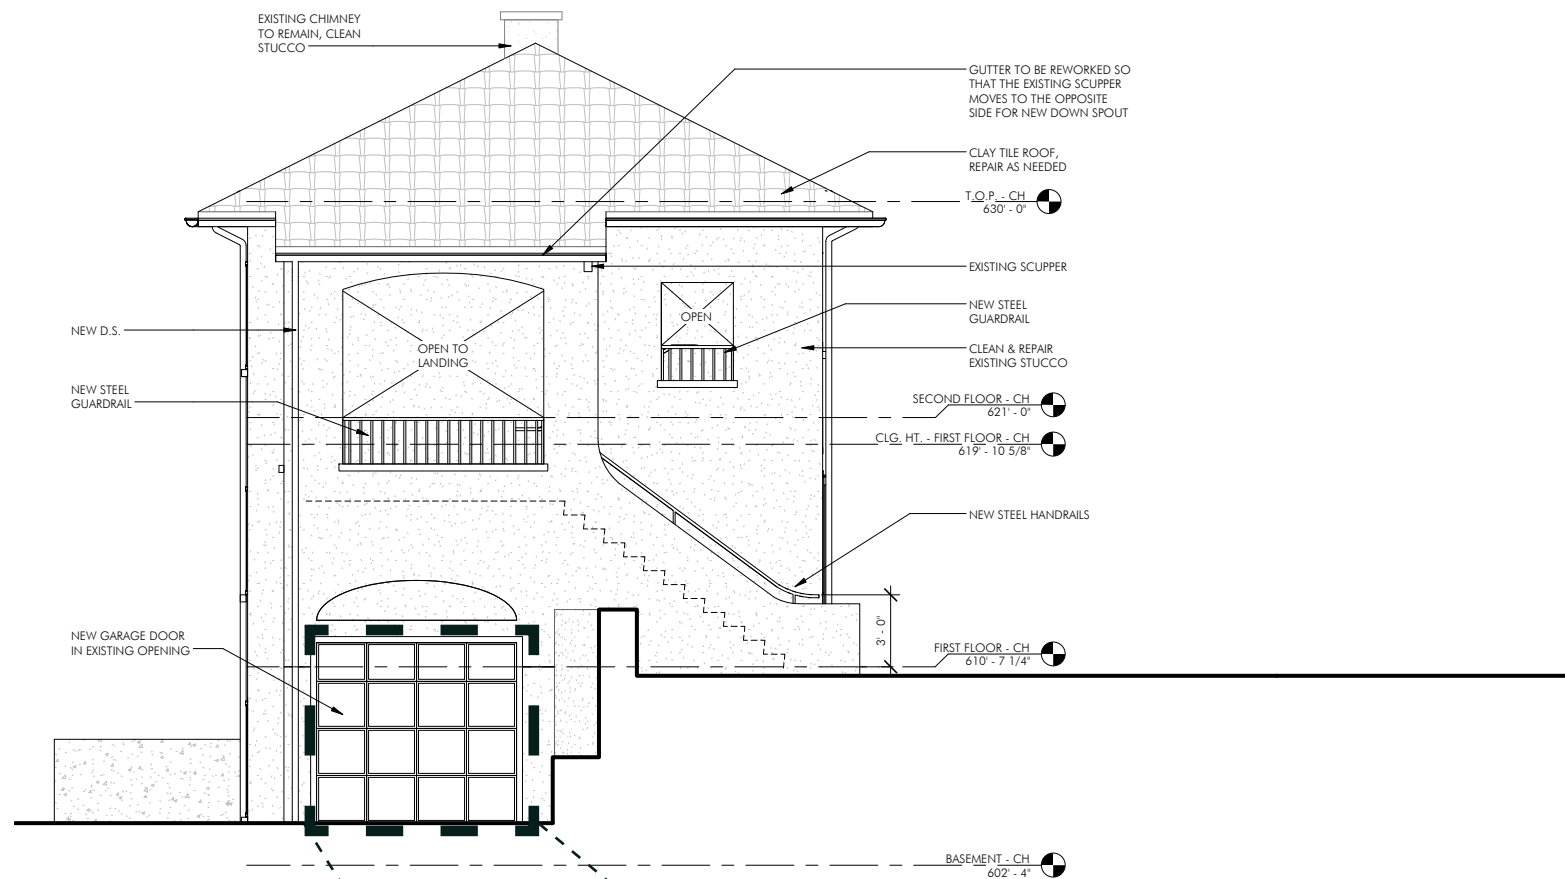 EXISTING CHIMNEY
TO REMAIN, CLEAN
STUCCO
GUTTER TO BE REWORKED SO
THAT THE EXISTING SCUPPER
MOVES TO THE OPPOSITE
SIDE FOR NEW DOWN SPOUT
CLAY TILE ROOF,
REPAIR AS NEEDED
T.O.P. - CH
630' - 0"
EXISTING SCUPPER
NEW STEEL
GUARDRAIL
OPEN
NEW D.S.
OPEN TO
LANDING
CLEAN & REPAIR
EXISTING STUCCO
NEW STEEL
GUARDRAIL
SECOND FLOOR - CH
621' - 0"
CLG. HT. - FIRST FLOOR - CH
619' - 10 5/8"
NEW STEEL HANDRAILS
3' - 0"
NEW GARAGE DOOR
IN EXISTING OPENING
FIRST FLOOR - CH
610' - 7 1/4"
BASEMENT - CH
602' - 4"